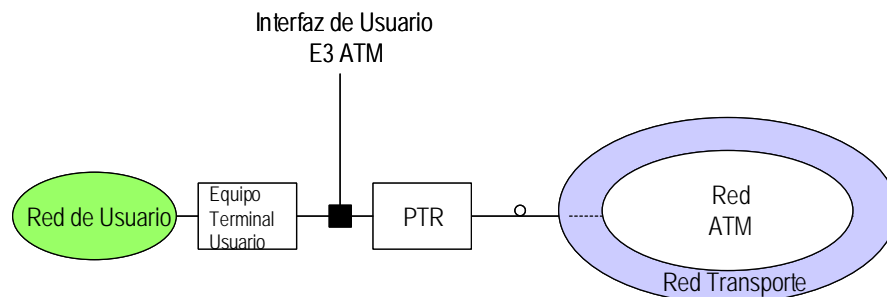 Interfaz de Usuario
E3 ATM
Red de Usuario
Equipo
Terminal
Usuario
PTR
Red
ATM
Red Transporte